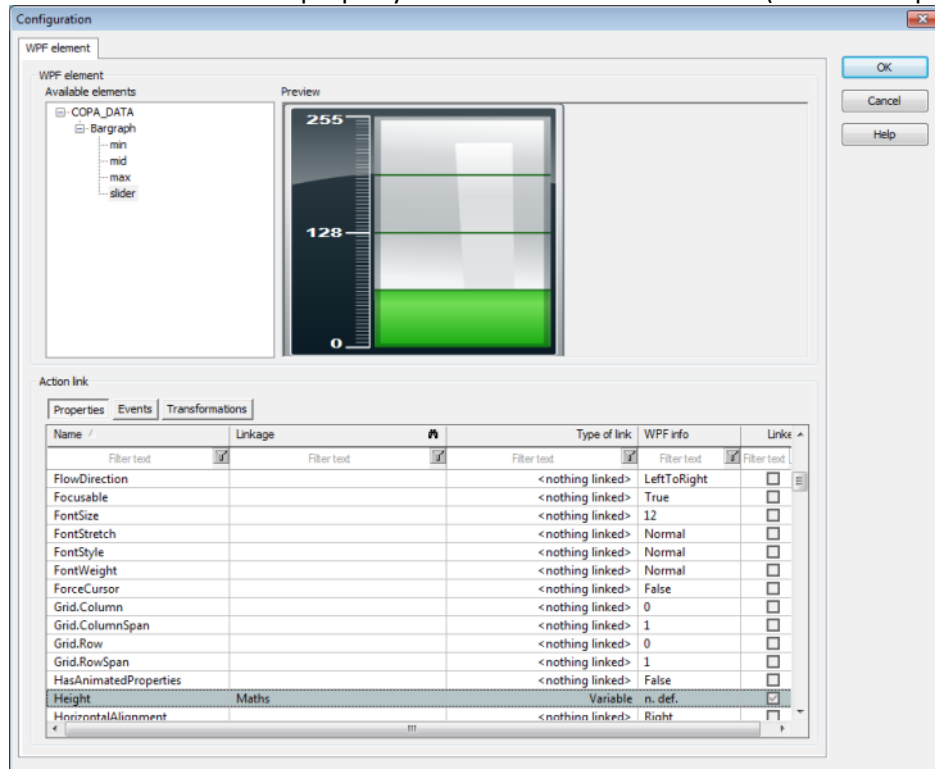 Configuration
WPF element
OK
Cancel
Help
WPF element
Available elements Preview
COPA_DATA
Bargraph
min
mid
max
slider
255
128
0
Action link
Properties Events Transformations
Name / Linkage Type of link WPF info Linke
Filter text Filter text Filter text Filter text Filter text
FlowDirection <nothing linked> LeftToRight
Focusable <nothing linked> True
FontSize <nothing linked> 12
FontStretch <nothing linked> Normal
FontStyle <nothing linked> Normal
FontWeight <nothing linked> Normal
ForceCursor <nothing linked> False
Grid.Column <nothing linked> 0
Grid.ColumnSpan <nothing linked> 1
Grid.Row <nothing linked> 0
Grid.RowSpan <nothing linked> 1
HasAnimatedProperties <nothing linked> False
Height Maths Variable n. def.
HorizontalAlignment <nothing linked> Right